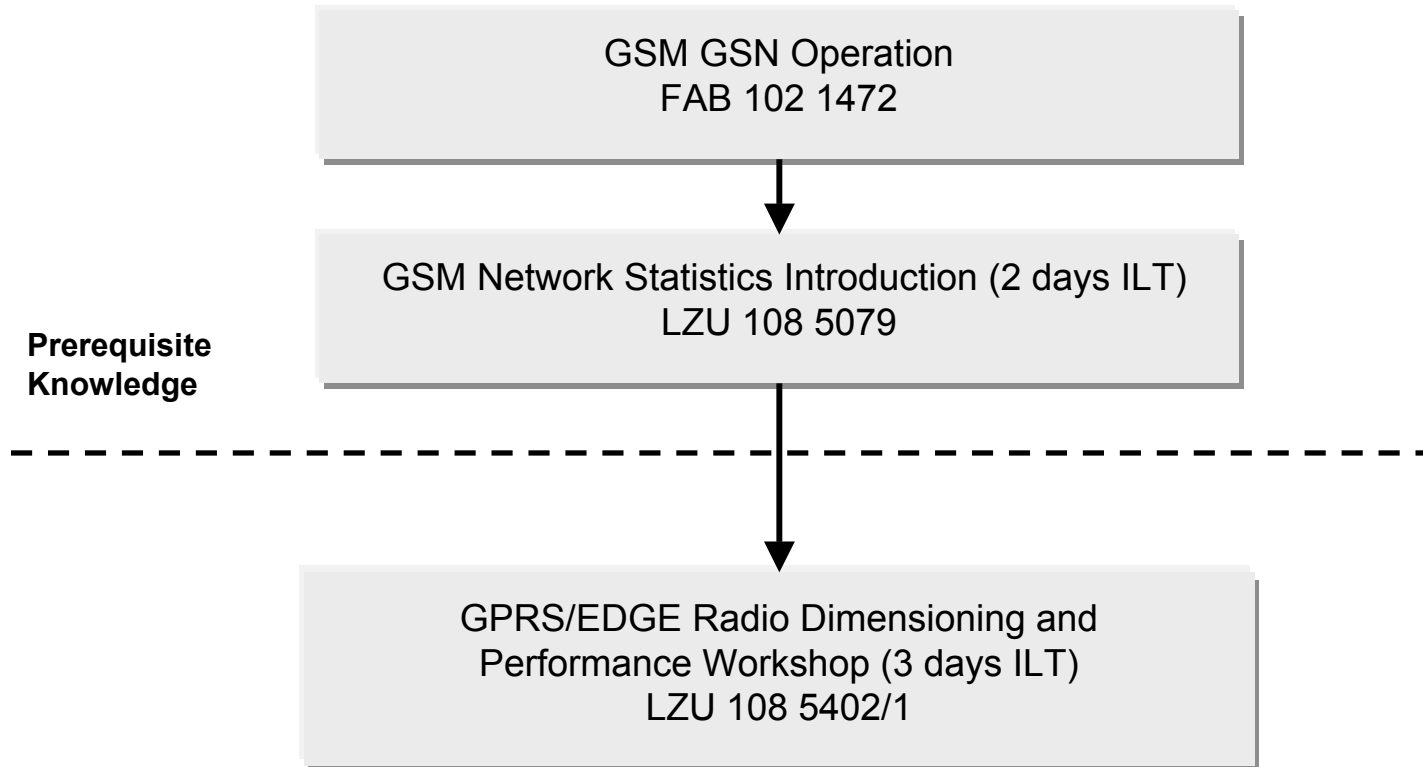 GSM GSN Operation
FAB 102 1472
GSM Network Statistics Introduction (2 days ILT)
LZU 108 5079
Prerequisite
Knowledge
GPRS/EDGE Radio Dimensioning and
Performance Workshop (3 days ILT)
LZU 108 5402/1